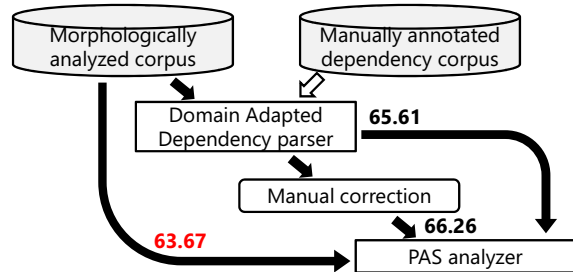 Morphologically
analyzed corpus
Manually annotated
dependency corpus
Domain Adapted
Dependency parser
65.61
Manual correction
63.67
66.26
PAS analyzer